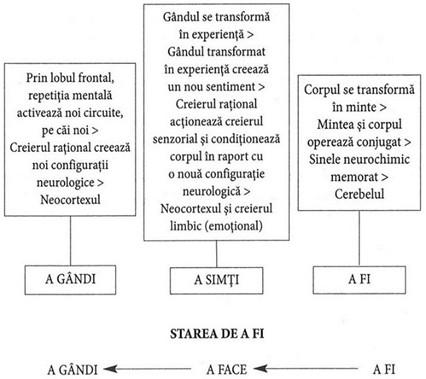 Prin lobul frontal,
repetiția mentală
activează noi circuite,
pe căi noi >
Creierul rațional creează
noi configurații
neurologice >
Neocortexul
A GÂNDI
Gândul se transformă
în experiență >
Gândul transformat
în experiență creează
un nou sentiment >
Creierul rațional
acționează creierul
senzorial și condiționează
corpul în raport cu
o nouă configurație
neurologică >
Neocortexul și creierul
limbic (emoțional)
A SIMȚI
Corpul se transformă
în minte >
Mintea și corpul
operează conjugat >
Sinele neurochimic
memorat >
Cerebelul
A FI
STAREA DE A FI
A GÂNDI A FACE A FI